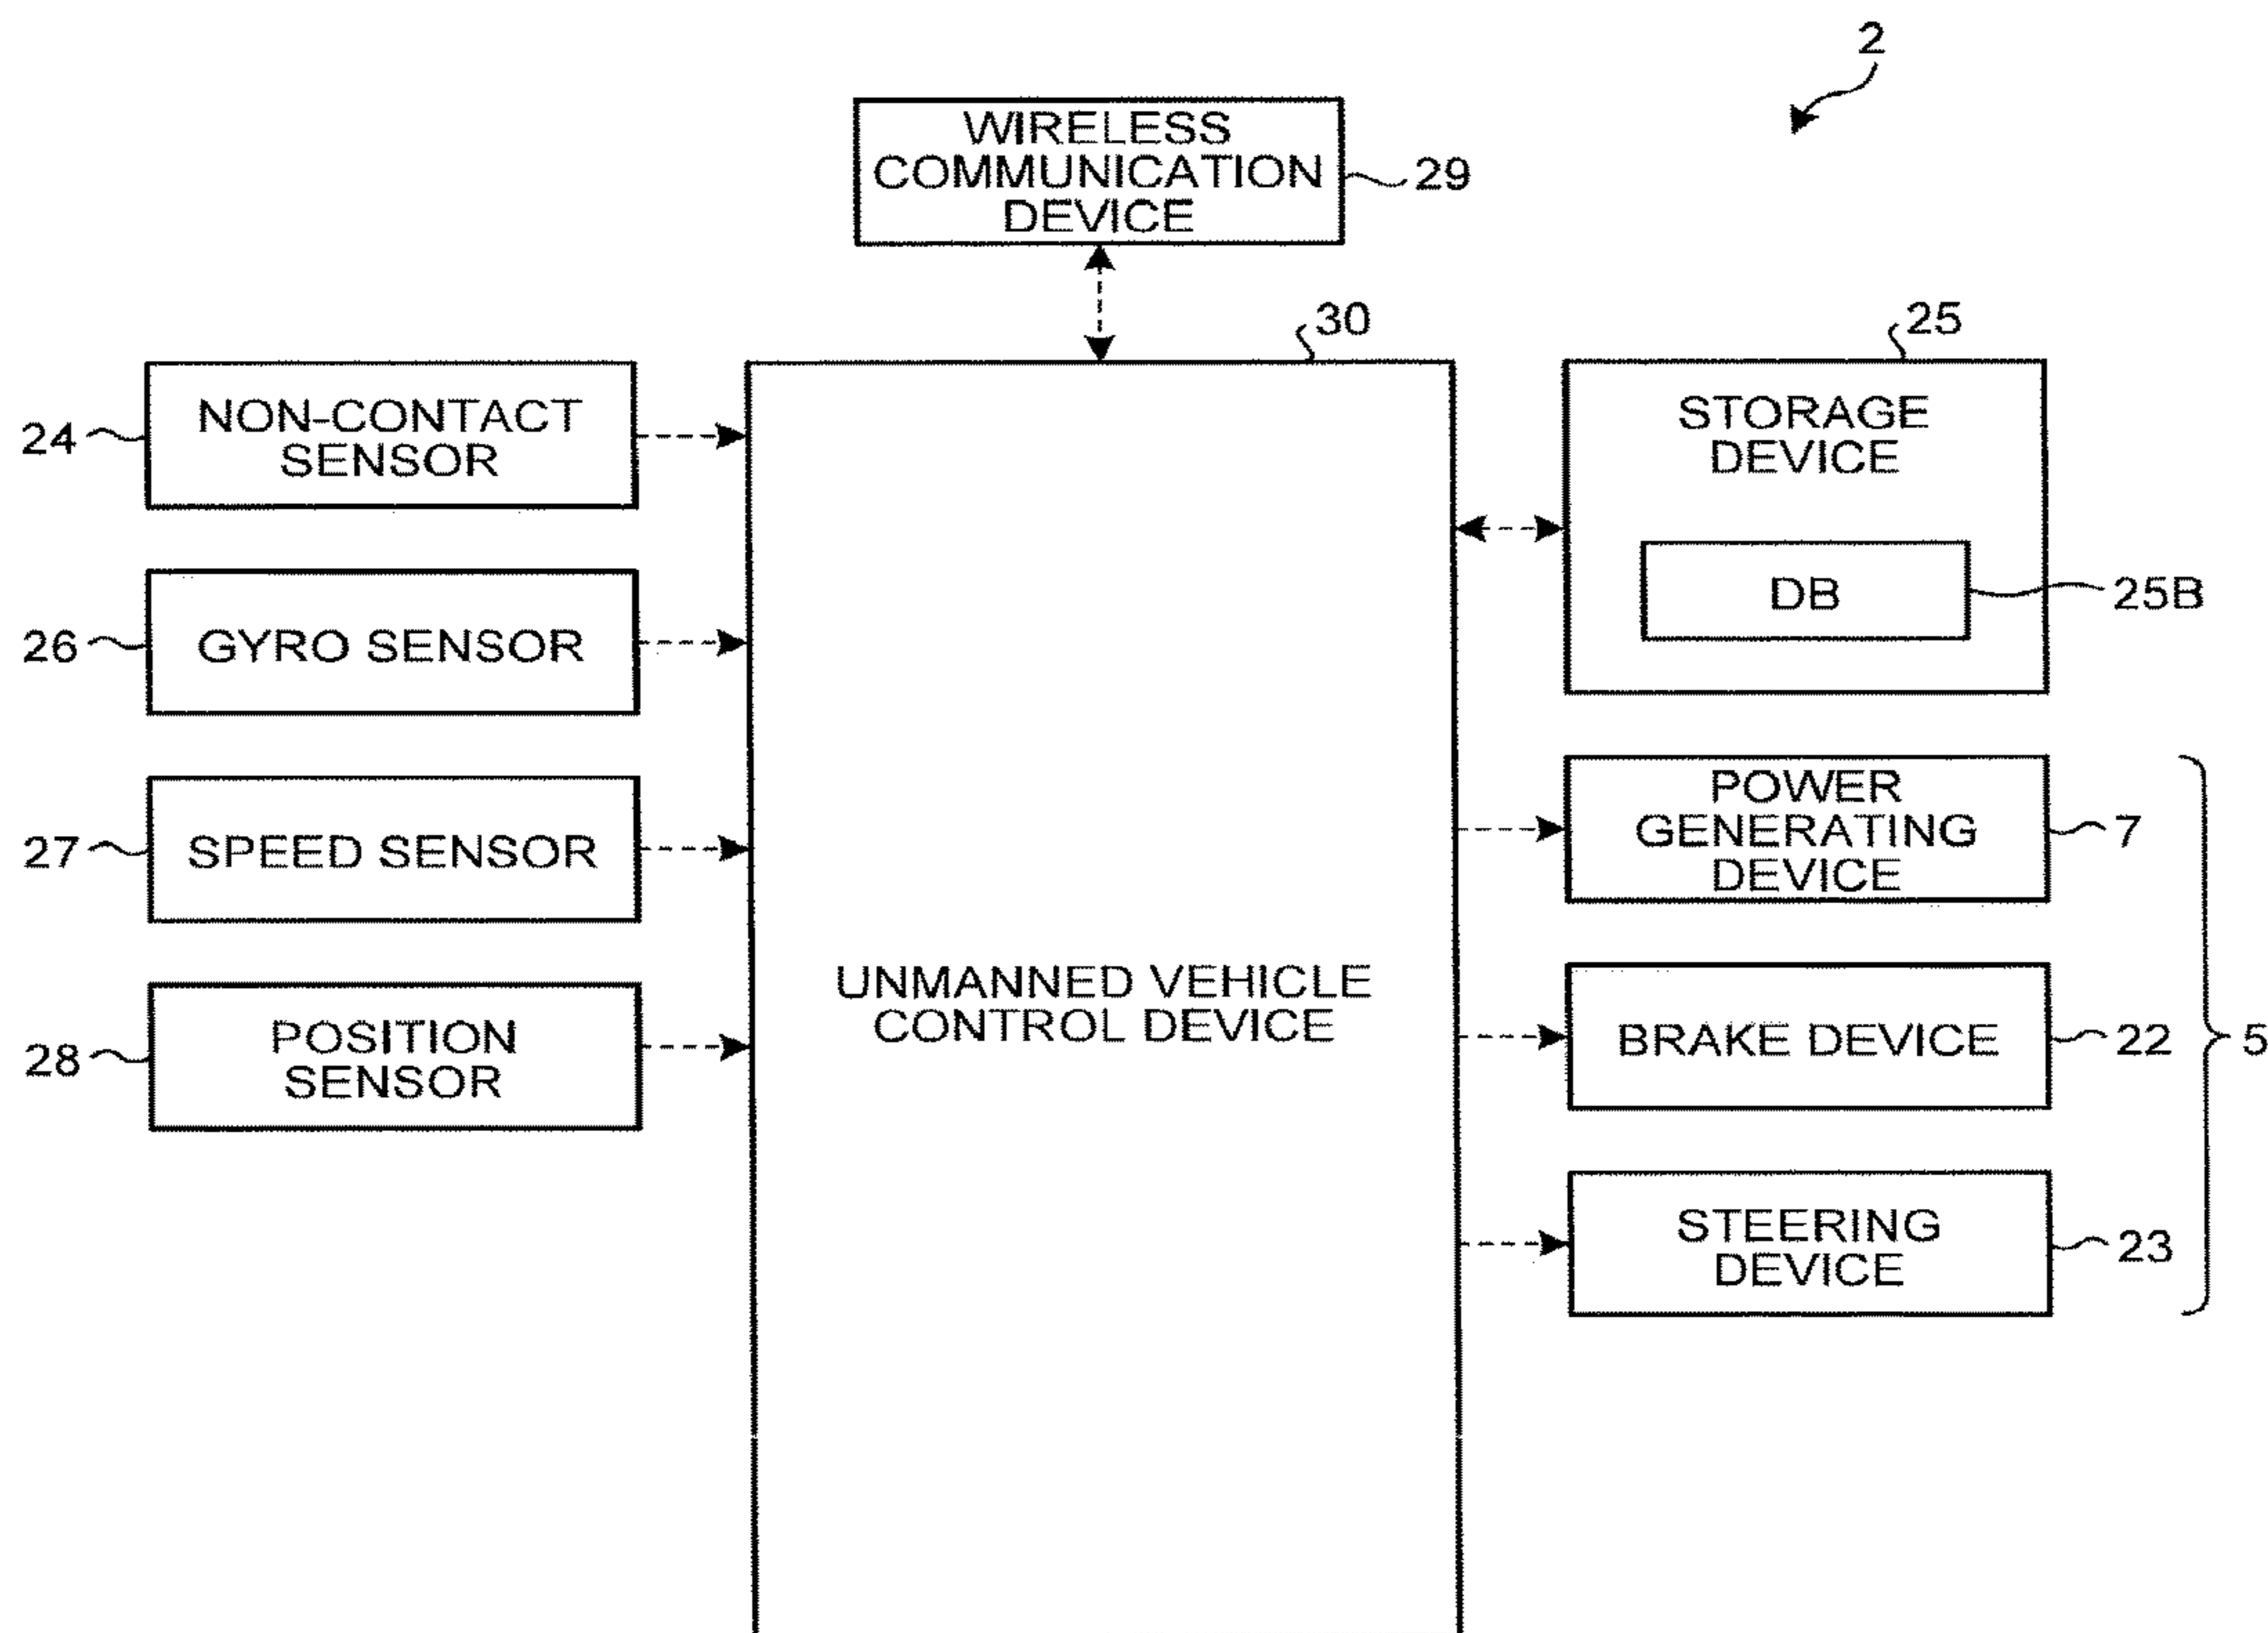 2
WIRELESS
COMMUNICATION
DEVICE
29
30
25
24
NON-CONTACT
SENSOR
STORAGE
DEVICE
DB
25B
26
GYRO SENSOR
27
SPEED SENSOR
POWER
GENERATING
DEVICE
7
28
POSITION
SENSOR
UNMANNED VEHICLE
CONTROL DEVICE
BRAKE DEVICE
22
5
STEERING
DEVICE
23